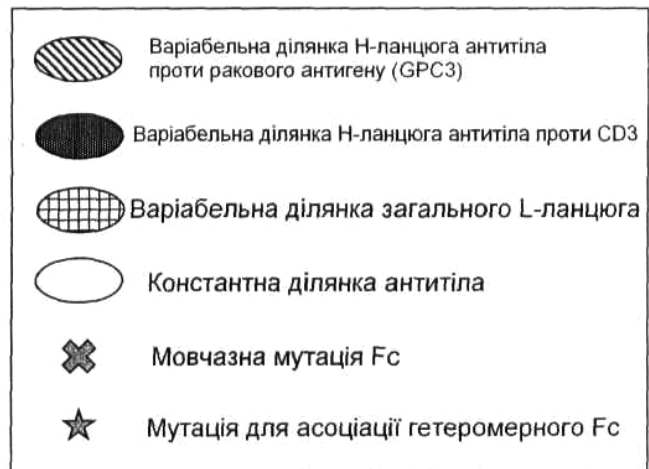 Варіабельна ділянка Н-ланцюга антитіла
проти ракового антигену (GPC3)
Варіабельна ділянка Н-ланцюга антитіла проти CD3
Варіабельна ділянка загального L-ланцюга
Константна ділянка антитіла
Мовчазна мутація Fc
Мутація для асоціації гетеромерного Fc